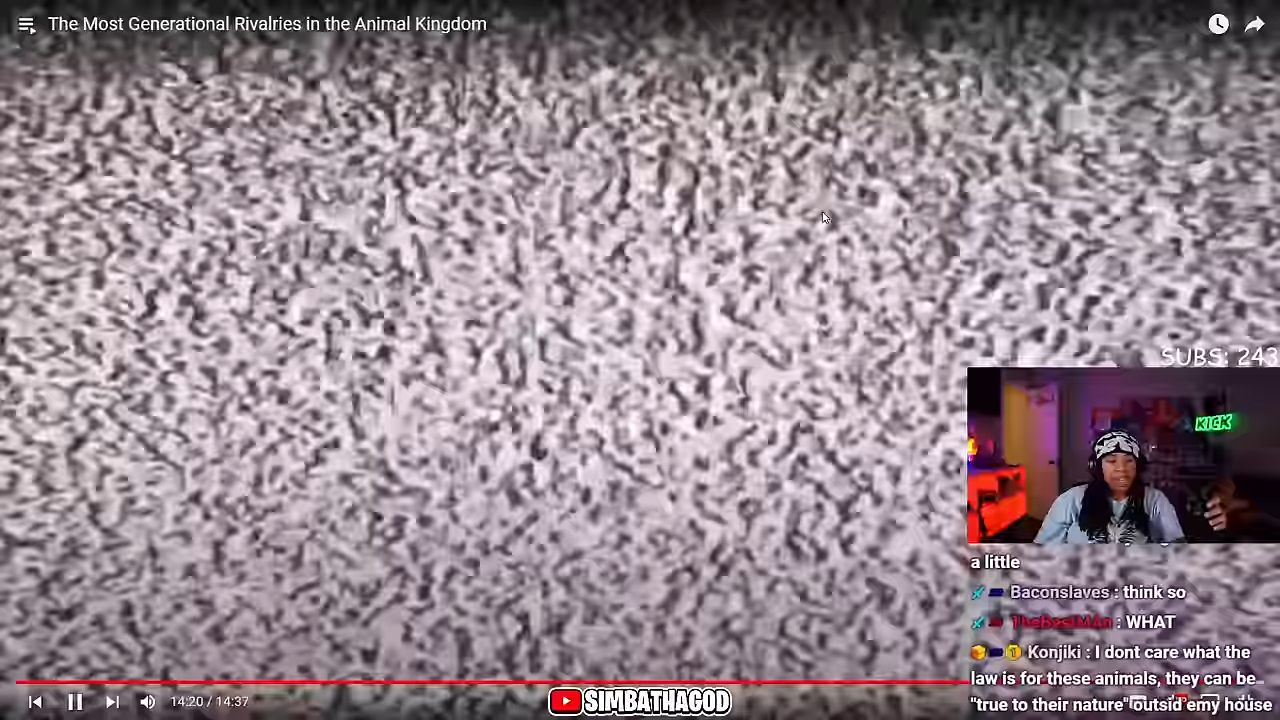 The Most Generational Rivalries in the Animal Kingdom
SUBS: 243
KICK
a little
Baconslaves : think so
TheBestMAn : WHAT
Konjiki : I dont care what the
law is for these animals, they can be
"true to their nature" outsid emy house
14:20 / 14:37
SIMBATHAGOD